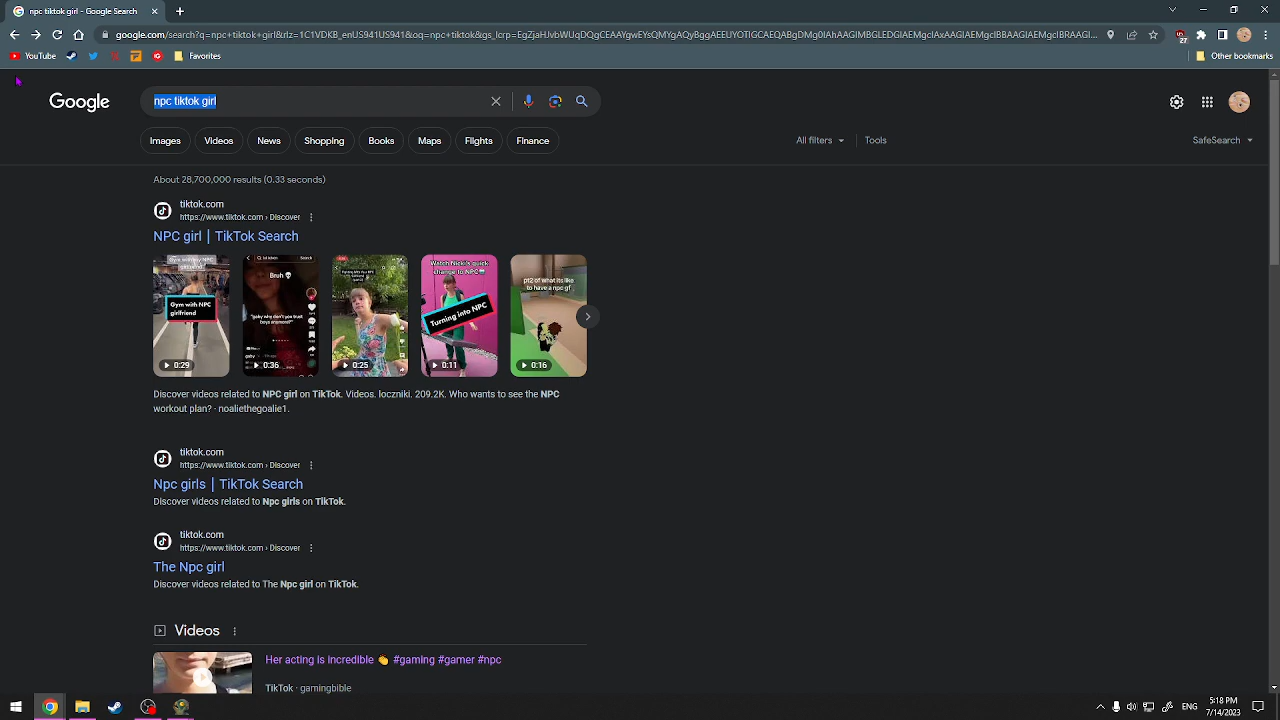 npc tiktok girl - Google Search
google.com/search?q=npc+tiktok+girl&rlz=1C1VDKB_enUS941US941&oq=npc+tiktok&gs_lcrp=
YouTube
Favorites
Other bookmarks
Google
npc tiktok girl
Images
Videos
News
Shopping
Books
Maps
Flights
Finance
All filters
Tools
SafeSearch
About 28,700,000 results (0.33 seconds)
tiktok.com
https://www.tiktok.com › Discover
NPC girl | TikTok Search
Gym with NPC
girlfriend
0:29
Search
Bruh
0:36
0:25
Watch Nicki's quick
change to NPC
Turning into NPC
0:11
pt2 of what its like
to have a npc gf
0:16
Discover videos related to NPC girl on TikTok. Videos. loczniki. 209.2K. Who wants to see the NPC
workout plan? · noaliethegoalie1.
tiktok.com
https://www.tiktok.com › Discover
Npc girls | TikTok Search
Discover videos related to Npc girls on TikTok.
tiktok.com
https://www.tiktok.com › Discover
The Npc girl
Discover videos related to The Npc girl on TikTok.
Videos
Her acting is incredible 👏 #gaming #gamer #npc
TikTok · gamingbible
5:18 PM
7/14/2023